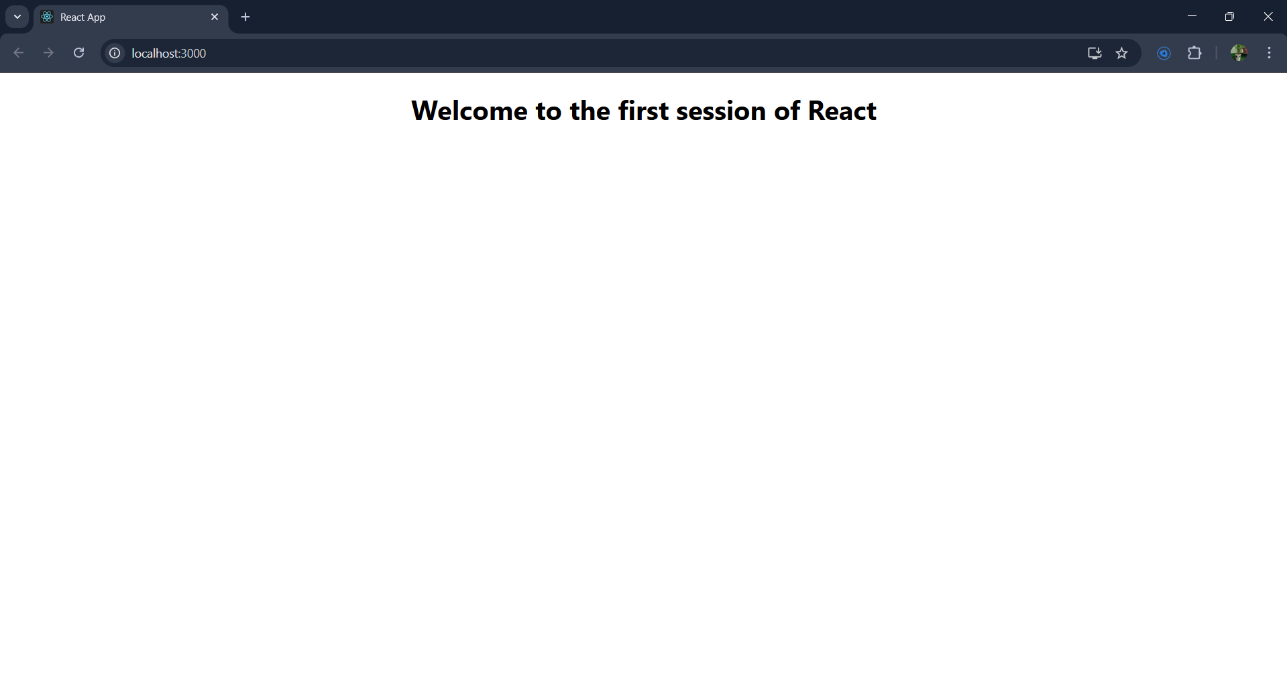 React App
localhost:3000
Welcome to the first session of React